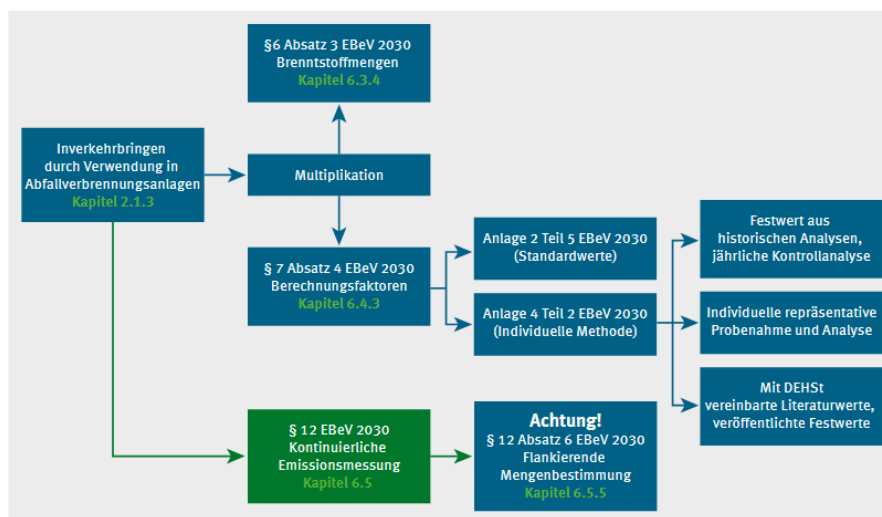 §6 Absatz 3 EBeV 2030
Brenntstoffmengen
Kapitel 6.3.4
Inverkehrbringen
durch Verwendung in
Abfallverbrennungsanlagen
Kapitel 2.1.3
Multiplikation
§ 7 Absatz 4 EBeV 2030
Berechnungsfaktoren
Kapitel 6.4.3
Anlage 2 Teil 5 EBeV 2030
(Standardwerte)
Anlage 4 Teil 2 EBeV 2030
(Individuelle Methode)
Festwert aus
historischen Analysen,
jährliche Kontrollanalyse
Individuelle repräsentative
Probenahme und Analyse
Mit DEHSt
vereinbarte Literaturwerte,
veröffentlichte Festwerte
§ 12 EBeV 2030
Kontinuierliche
Emissionsmessung
Kapitel 6.5
Achtung!
§ 12 Absatz 6 EBeV 2030
Flankierende
Mengenbestimmung
Kapitel 6.5.5